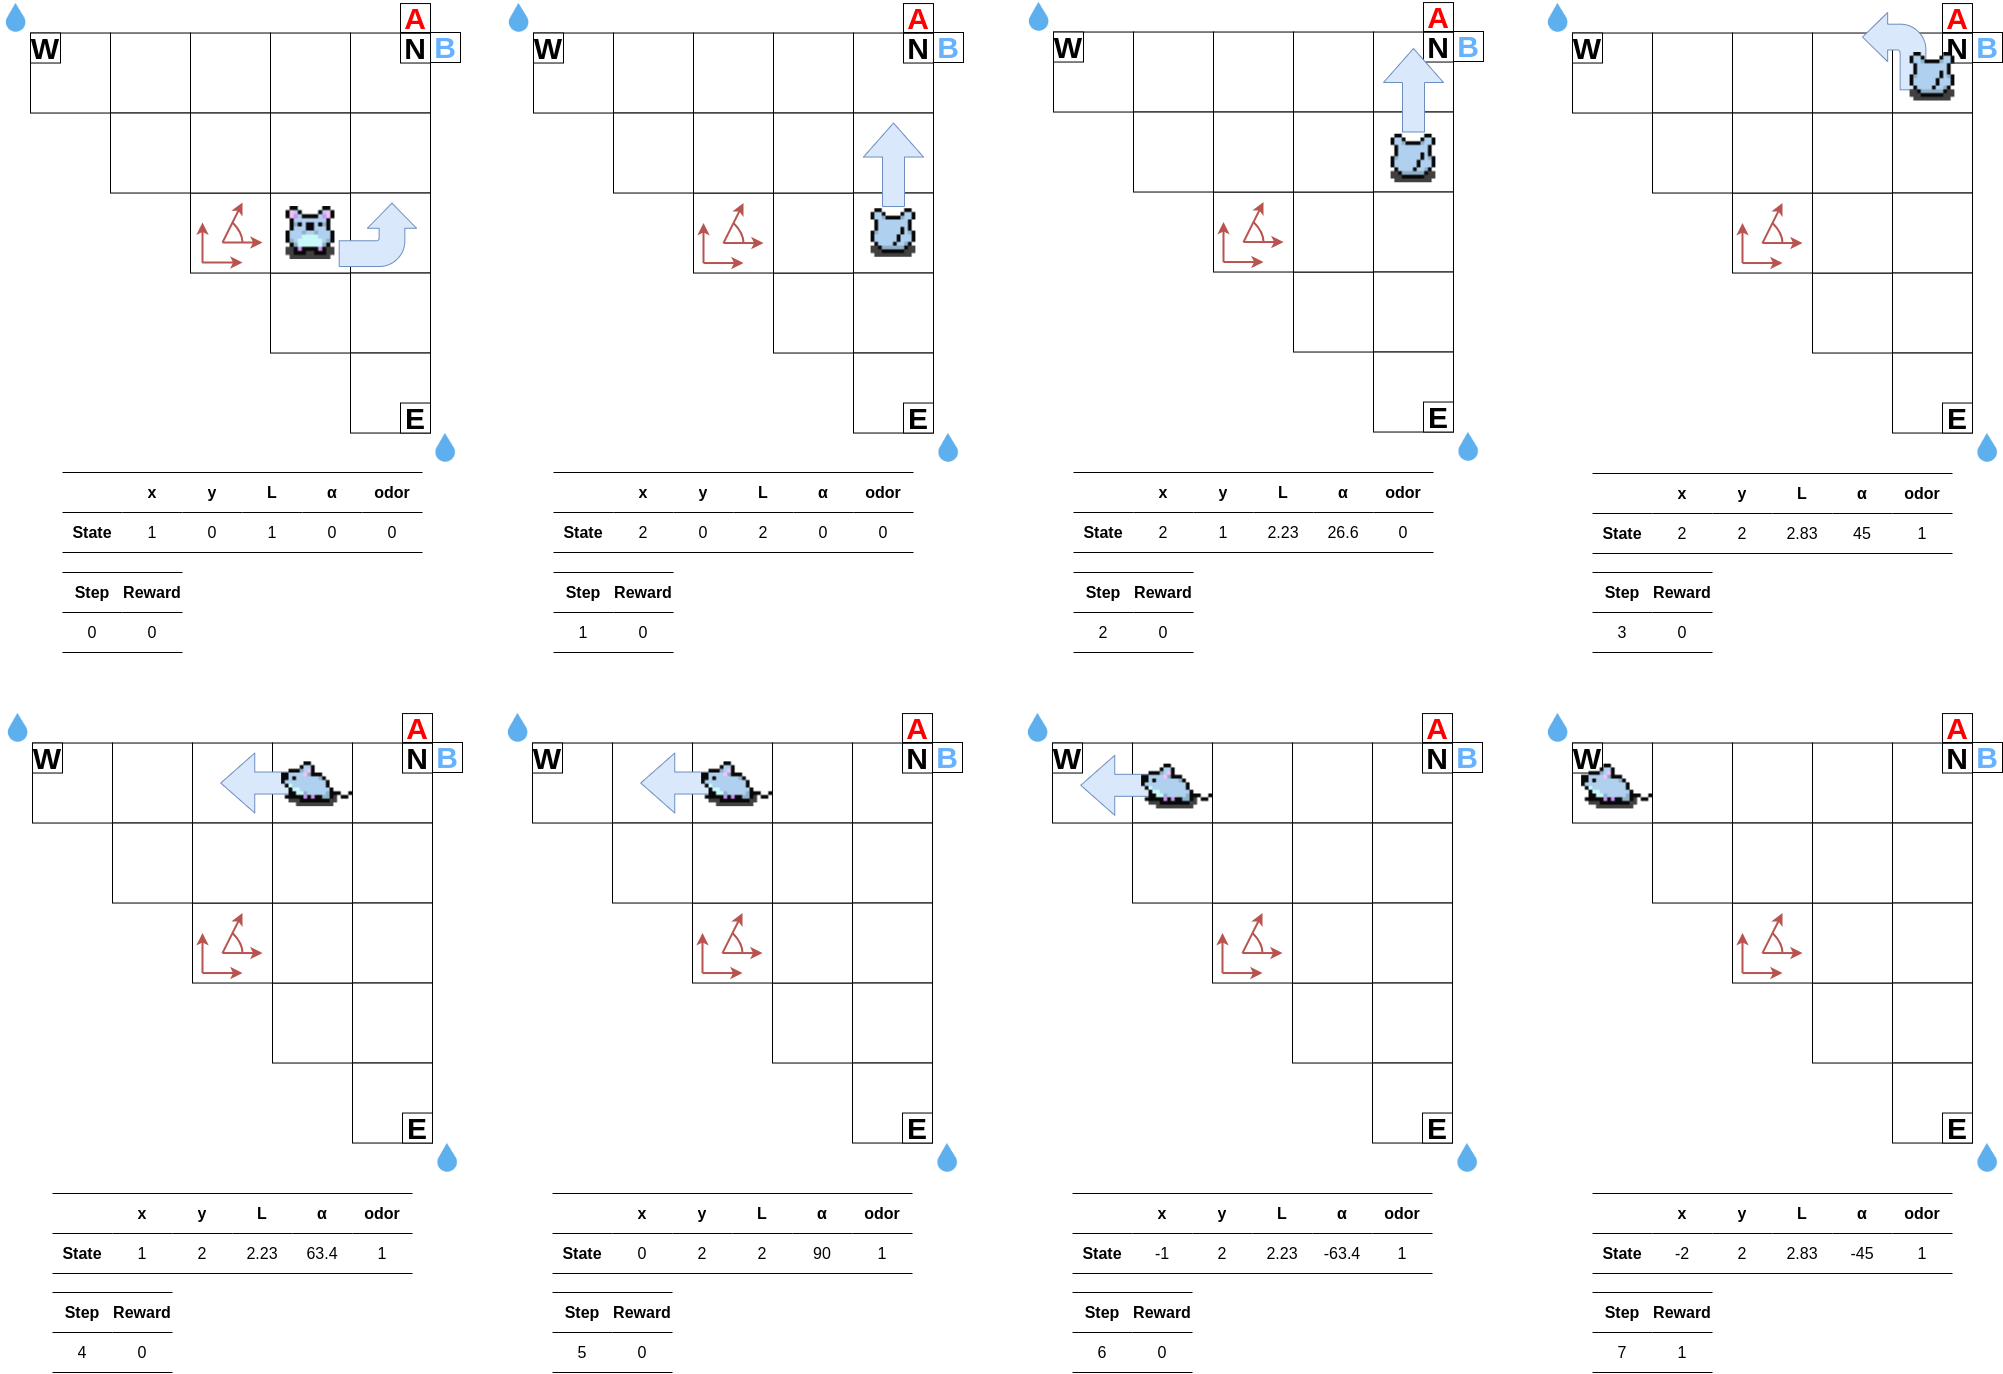 A
W N B
E
x y L α odor
State 1 0 1 0 0
Step Reward
0 0
A
W N B
E
x y L α odor
State 2 0 2 0 0
Step Reward
1 0
A
W N B
E
x y L α odor
State 2 1 2.23 26.6 0
Step Reward
2 0
A
W N B
E
x y L α odor
State 2 2 2.83 45 1
Step Reward
3 0
A
W N B
E
x y L α odor
State 1 2 2.23 63.4 1
Step Reward
4 0
A
W N B
E
x y L α odor
State 0 2 2 90 1
Step Reward
5 0
A
W N B
E
x y L α odor
State -1 2 2.23 -63.4 1
Step Reward
6 0
A
W N B
E
x y L α odor
State -2 2 2.83 -45 1
Step Reward
7 1